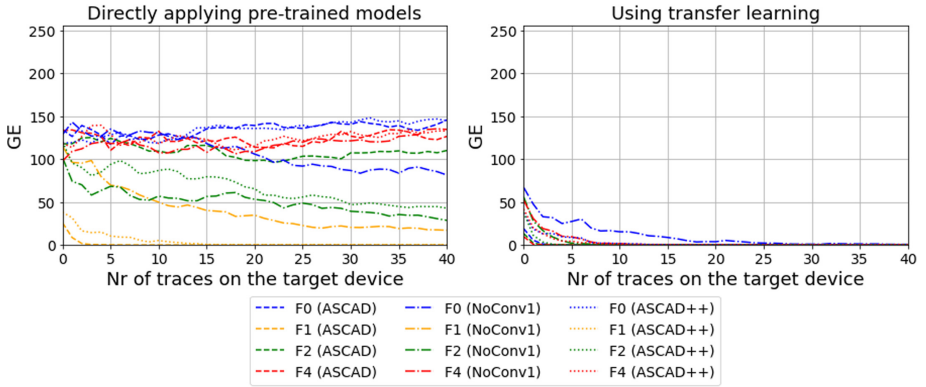 Directly applying pre-trained models
250
200
150
100
50
0
GE
0 5 10 15 20 25 30 35 40
Nr of traces on the target device
Using transfer learning
250
200
150
100
50
0
GE
0 5 10 15 20 25 30 35 40
Nr of traces on the target device
F0 (ASCAD) F0 (NoConv1) F0 (ASCAD++)
F1 (ASCAD) F1 (NoConv1) F1 (ASCAD++)
F2 (ASCAD) F2 (NoConv1) F2 (ASCAD++)
F4 (ASCAD) F4 (NoConv1) F4 (ASCAD++)